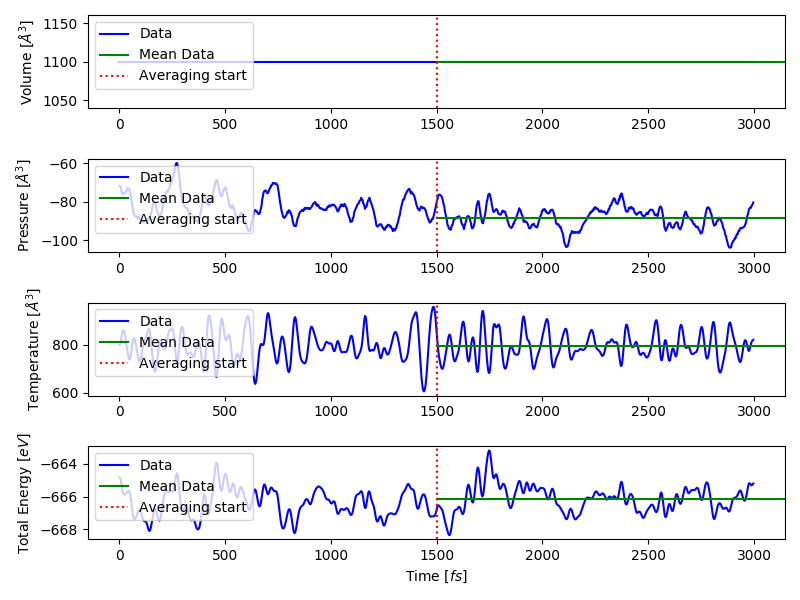 Volume [Å³]
1150
1100
1050
Data
Mean Data
Averaging start
0 500 1000 1500 2000 2500 3000
Pressure [Å³]
−60
−80
−100
Data
Mean Data
Averaging start
0 500 1000 1500 2000 2500 3000
Temperature [Å³]
800
600
Data
Mean Data
Averaging start
0 500 1000 1500 2000 2500 3000
Total Energy [eV]
−664
−666
−668
Data
Mean Data
Averaging start
0 500 1000 1500 2000 2500 3000
Time [fs]